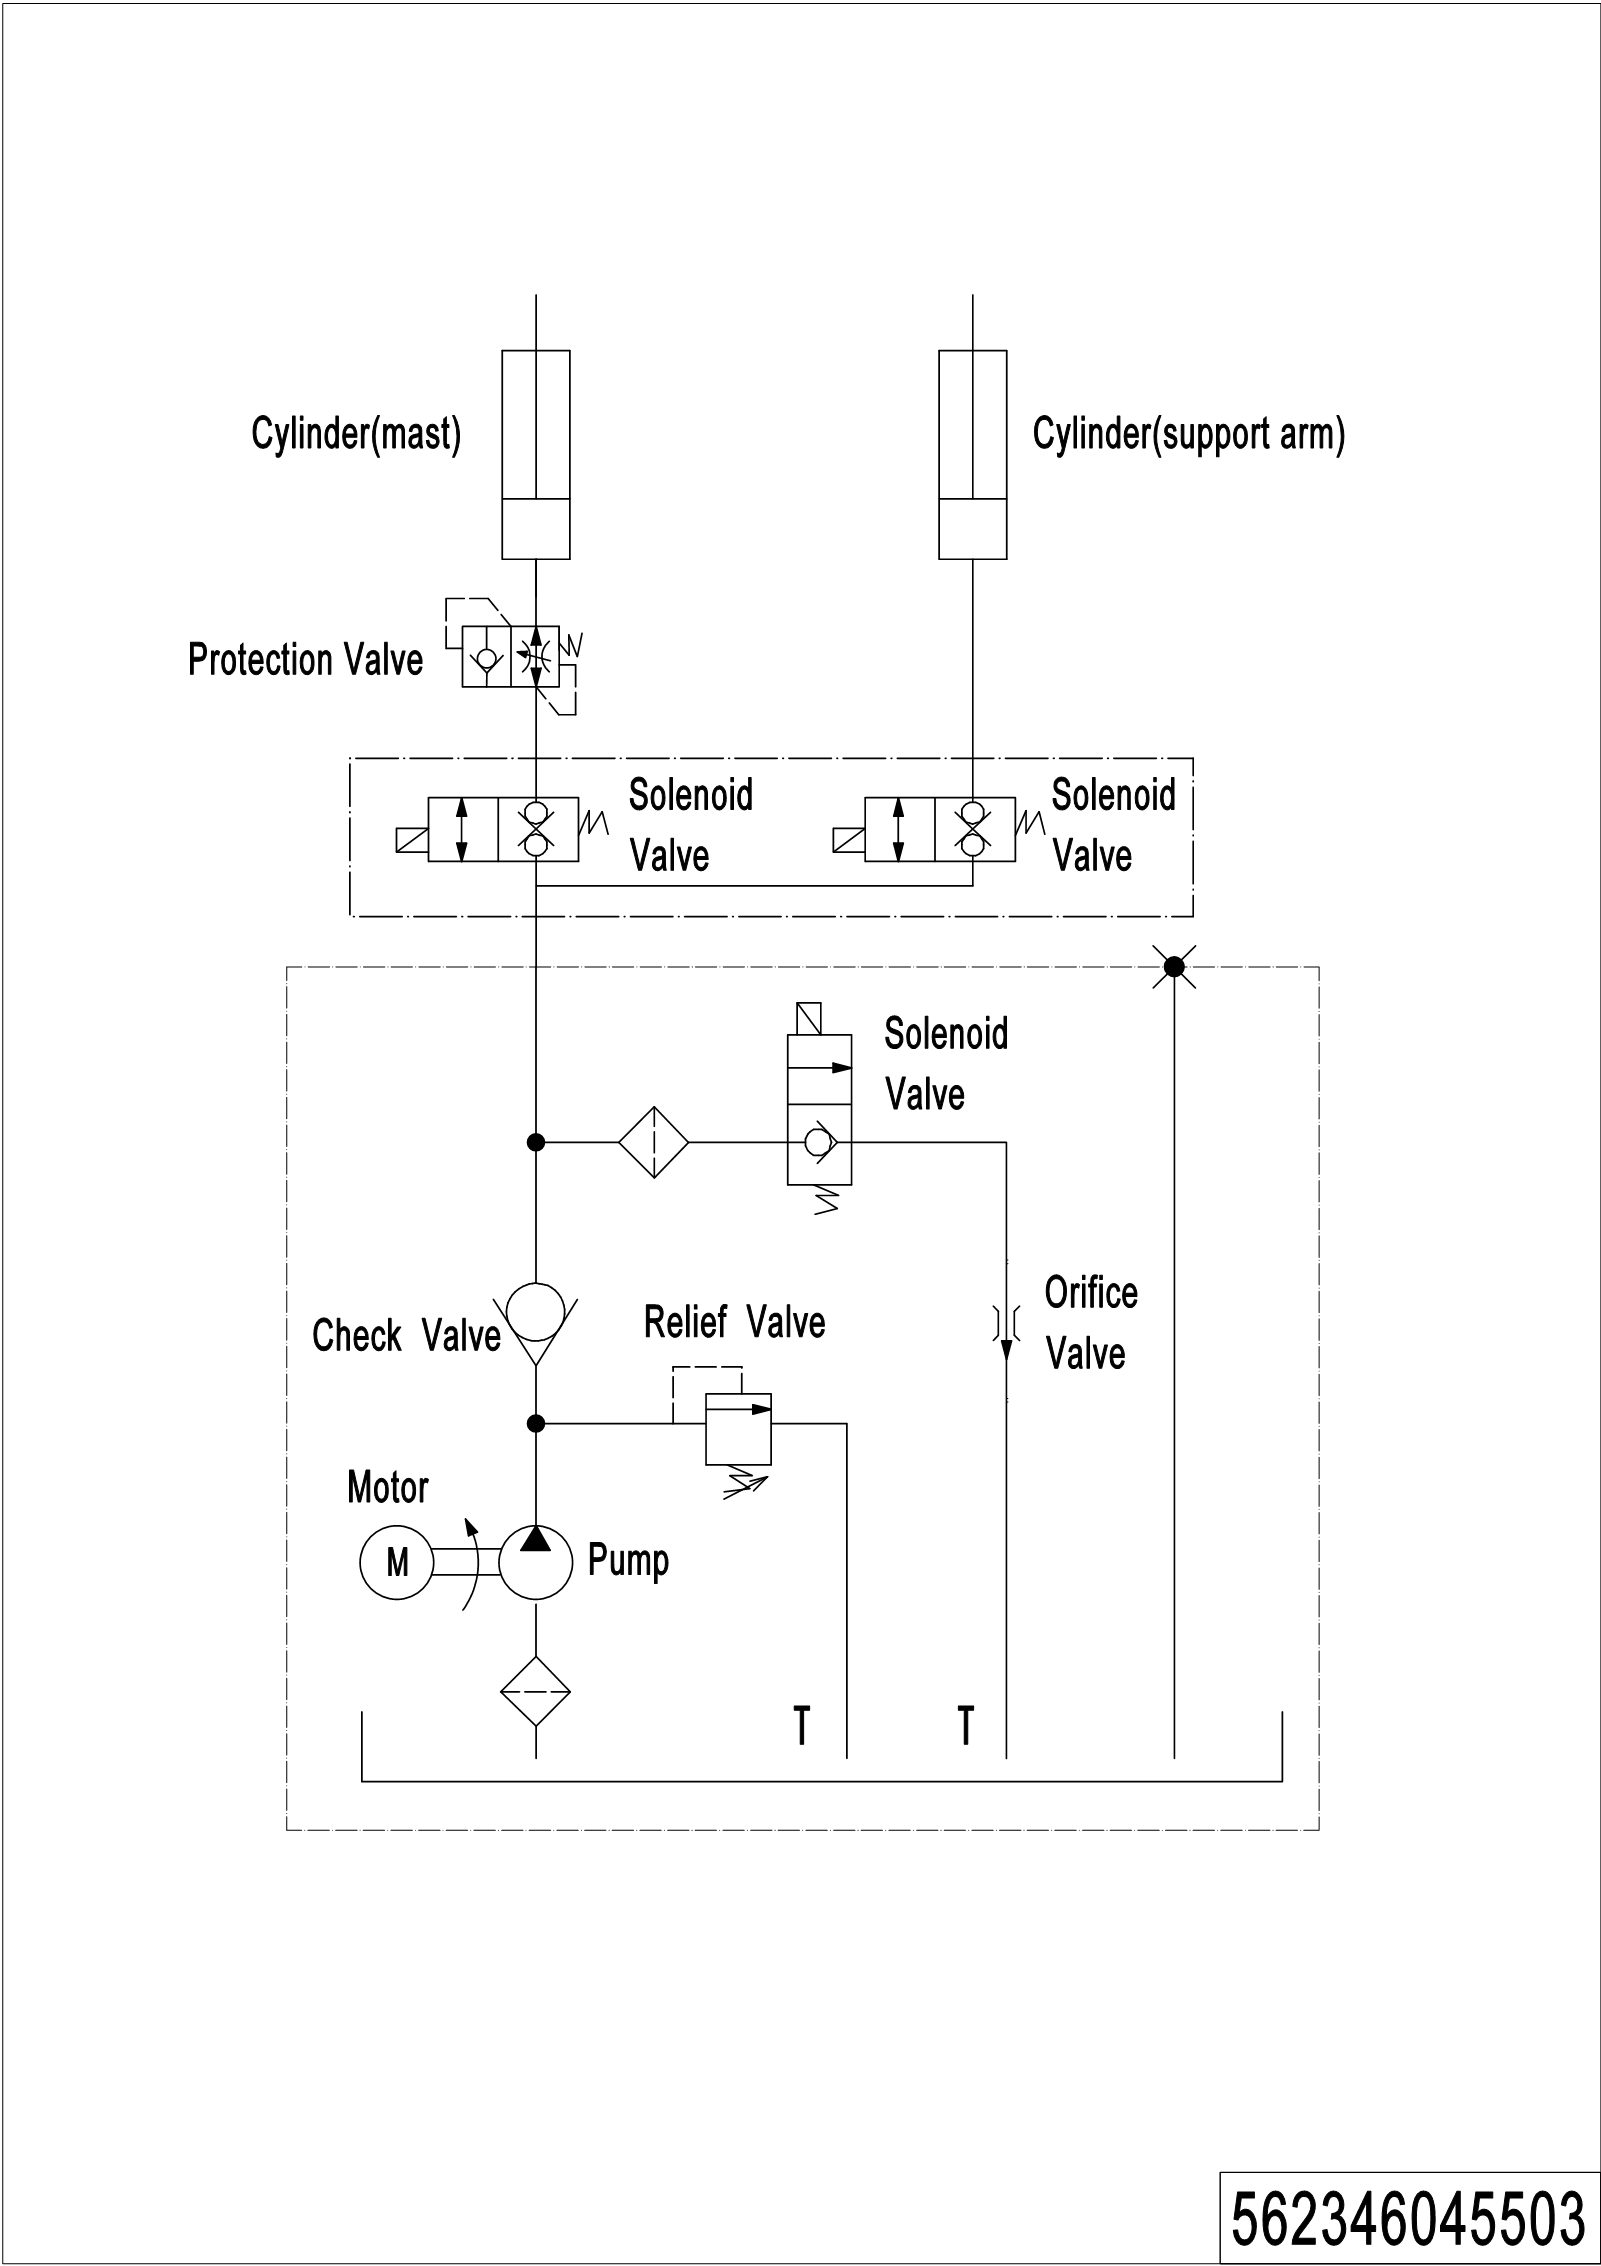 Cylinder(mast)
Cylinder(support arm)
Protection Valve
Solenoid
Valve
Solenoid
Valve
Solenoid
Valve
Orifice
Valve
Check Valve
Relief Valve
Motor
M
Pump
T
T
562346045503